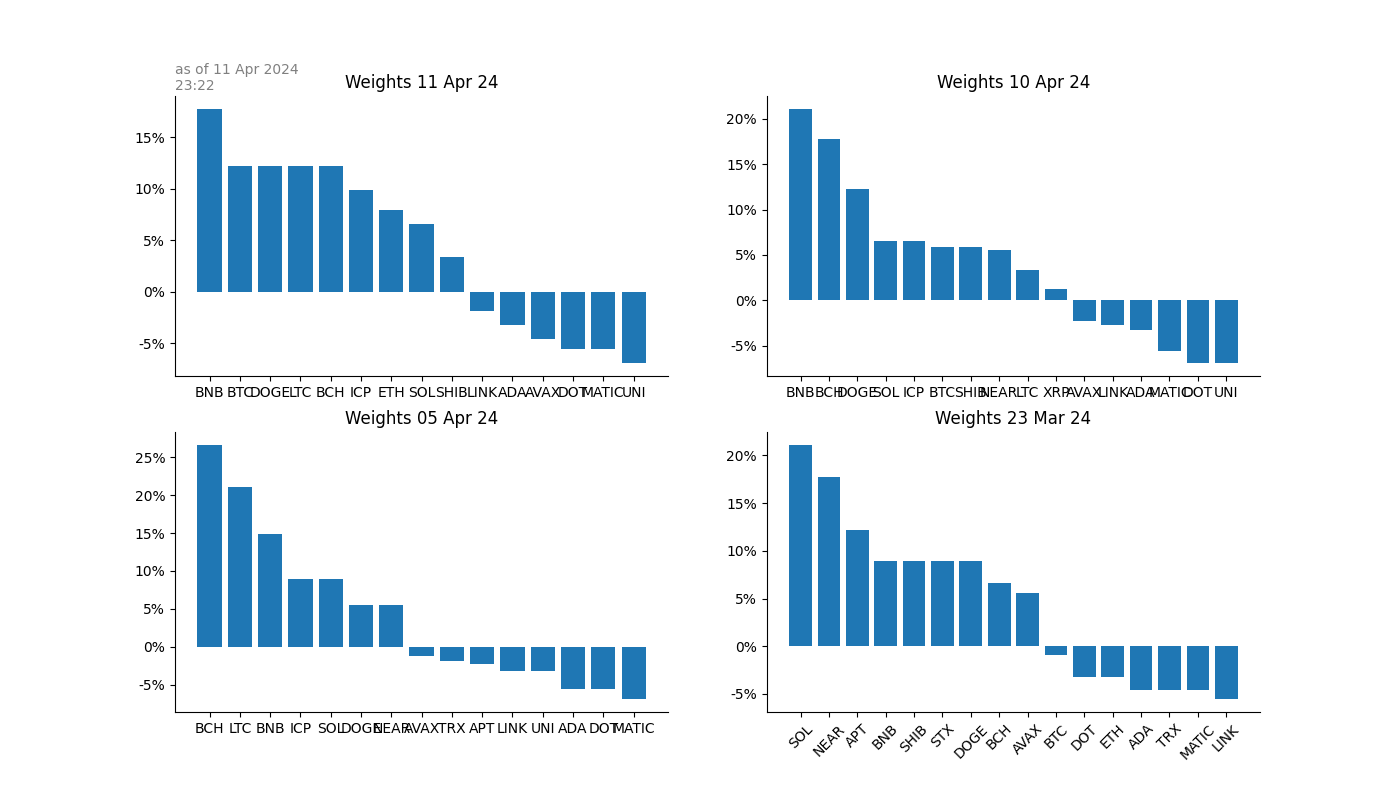 as of 11 Apr 2024
23:22
Weights 11 Apr 24
15%
10%
5%
0%
-5%
BNB BTC DOGE LTC BCH ICP ETH SOL SHIB LINK ADA AVAX DOT MATIC UNI
Weights 10 Apr 24
20%
15%
10%
5%
0%
-5%
BNB BCH DOGE SOL ICP BTC SHIB NEAR LTC XRP AVAX LINK ADA MATIC DOT UNI
Weights 05 Apr 24
25%
20%
15%
10%
5%
0%
-5%
BCH LTC BNB ICP SOL DOGE NEAR AVAX TRX APT LINK UNI ADA DOT MATIC
Weights 23 Mar 24
20%
15%
10%
5%
0%
-5%
SOL NEAR APT BNB SHIB STX DOGE BCH AVAX BTC DOT ETH ADA TRX MATIC LINK